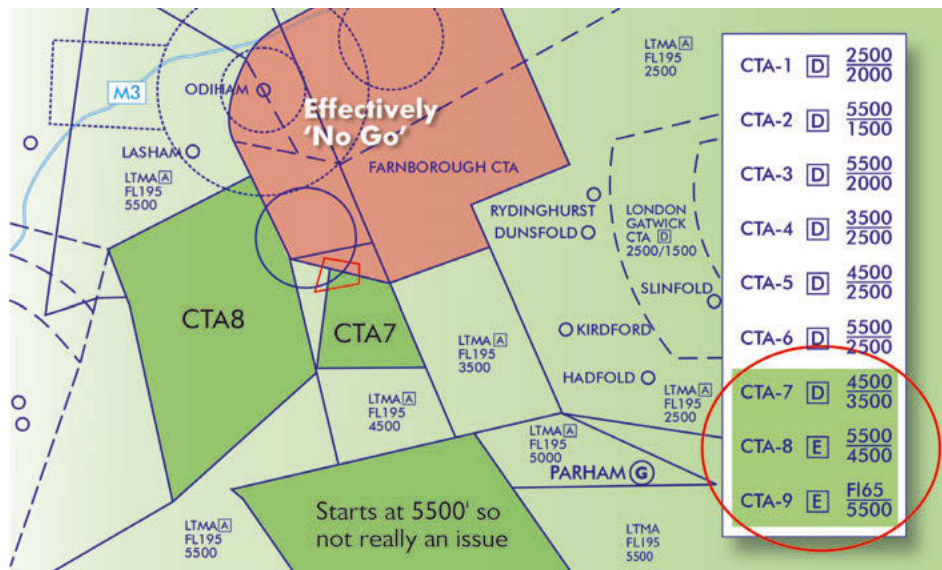 M3
ODIHAM
LASHAM
LTMA A
FL195
5500
Effectively
'No Go'
FARNBOROUGH CTA
LTMA A
FL195
2500
RYDINGHURST
DUNSFOLD
LONDON
GATWICK
CTA D
2500/1500
SLINFOLD
CTA8
CTA7
LTMA A
FL195
3500
KIRDFORD
HADFOLD
LTMA A
FL195
2500
LTMA A
FL195
4500
LTMA A
FL195
5000
PARHAM G
LTMA A
FL195
5500
Starts at 5500' so
not really an issue
LTMA
FL195
5500
CTA-1 D 2500/2000
CTA-2 D 5500/1500
CTA-3 D 5500/2000
CTA-4 D 3500/2500
CTA-5 D 4500/2500
CTA-6 D 5500/2500
CTA-7 D 4500/3500
CTA-8 E 5500/4500
CTA-9 E Fl65/5500